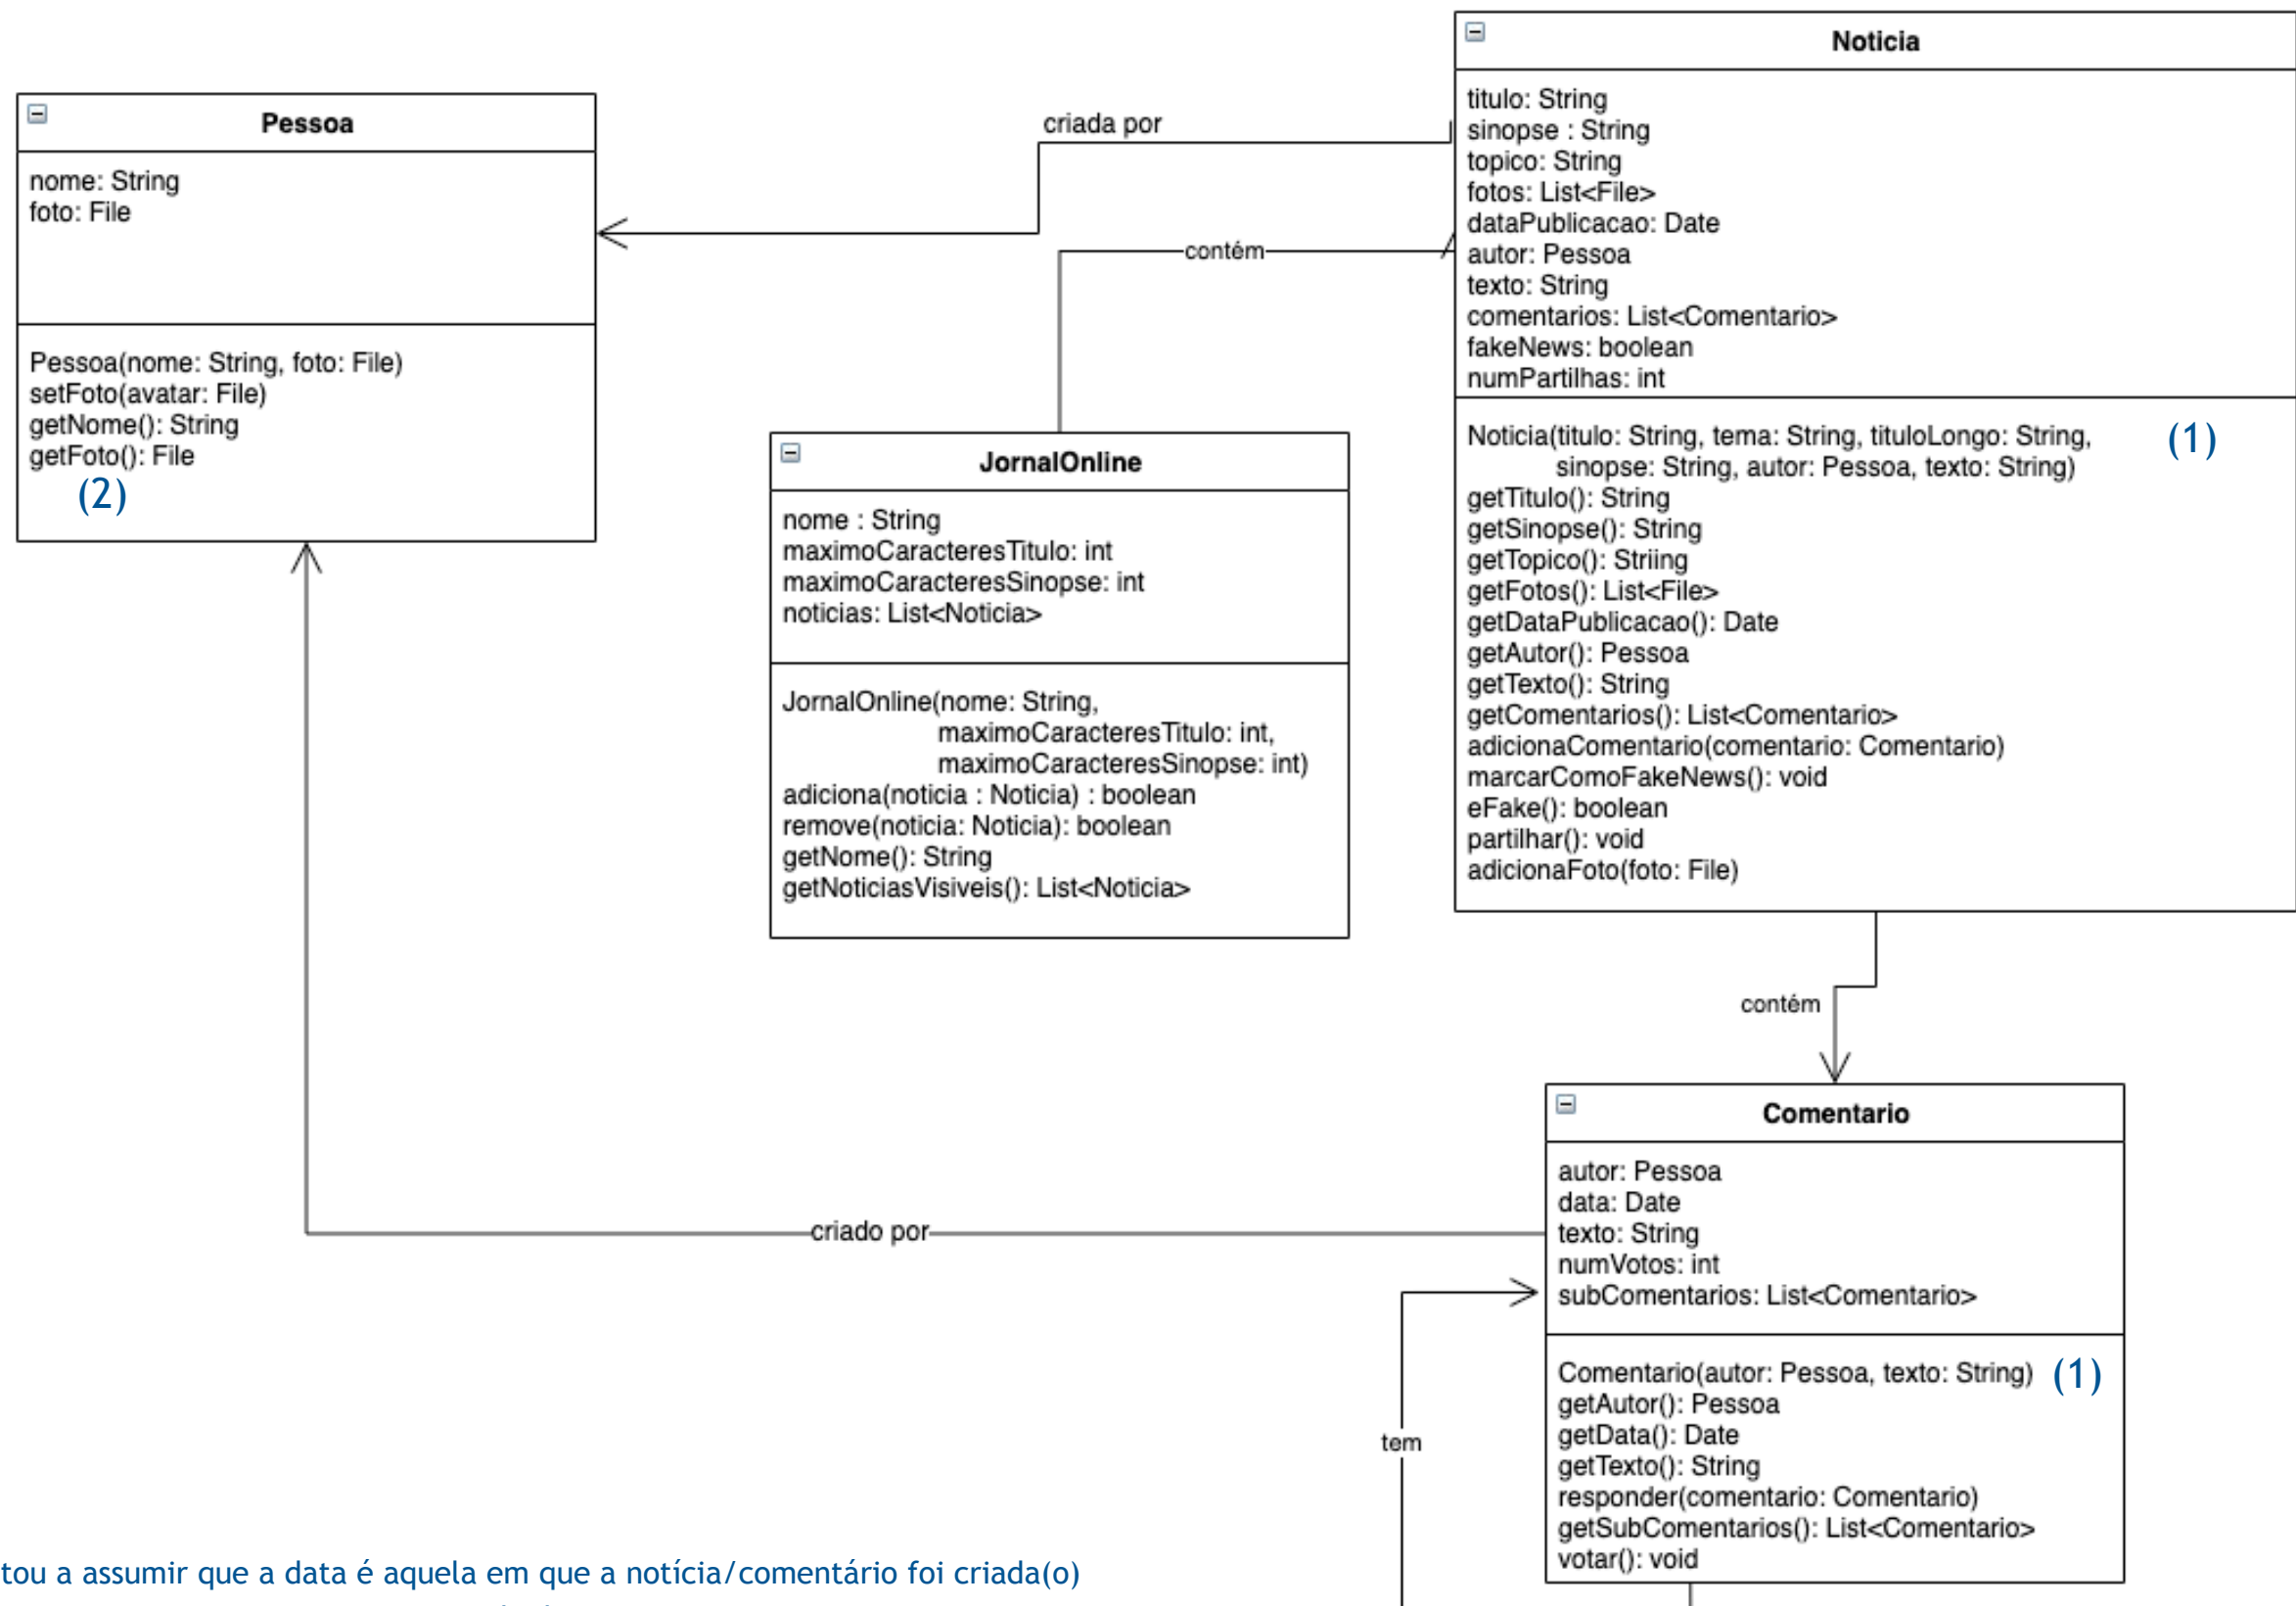 Pessoa
nome: String
foto: File
Pessoa(nome: String, foto: File)
setFoto(avatar: File)
getNome(): String
getFoto(): File
(2)
criada por
contém
JornalOnline
nome : String
maximoCaracteresTitulo: int
maximoCaracteresSinopse: int
noticias: List<Noticia>
JornalOnline(nome: String,
maximoCaracteresTitulo: int,
maximoCaracteresSinopse: int)
adiciona(noticia : Noticia) : boolean
remove(noticia: Noticia): boolean
getNome(): String
getNoticiasVisiveis(): List<Noticia>
Noticia
titulo: String
sinopse : String
topico: String
fotos: List<File>
dataPublicacao: Date
autor: Pessoa
texto: String
comentarios: List<Comentario>
fakeNews: boolean
numPartilhas: int
Noticia(titulo: String, tema: String, tituloLongo: String, (1)
sinopse: String, autor: Pessoa, texto: String)
getTitulo(): String
getSinopse(): String
getTopico(): Striing
getFotos(): List<File>
getDataPublicacao(): Date
getAutor(): Pessoa
getTexto(): String
getComentarios(): List<Comentario>
adicionaComentario(comentario: Comentario)
marcarComoFakeNews(): void
eFake(): boolean
partilhar(): void
adicionaFoto(foto: File)
contém
Comentario
autor: Pessoa
data: Date
texto: String
numVotos: int
subComentarios: List<Comentario>
Comentario(autor: Pessoa, texto: String) (1)
getAutor(): Pessoa
getData(): Date
getTexto(): String
responder(comentario: Comentario)
getSubComentarios(): List<Comentario>
votar(): void
criado por
tem
tou a assumir que a data é aquela em que a notícia/comentário foi criada(o)